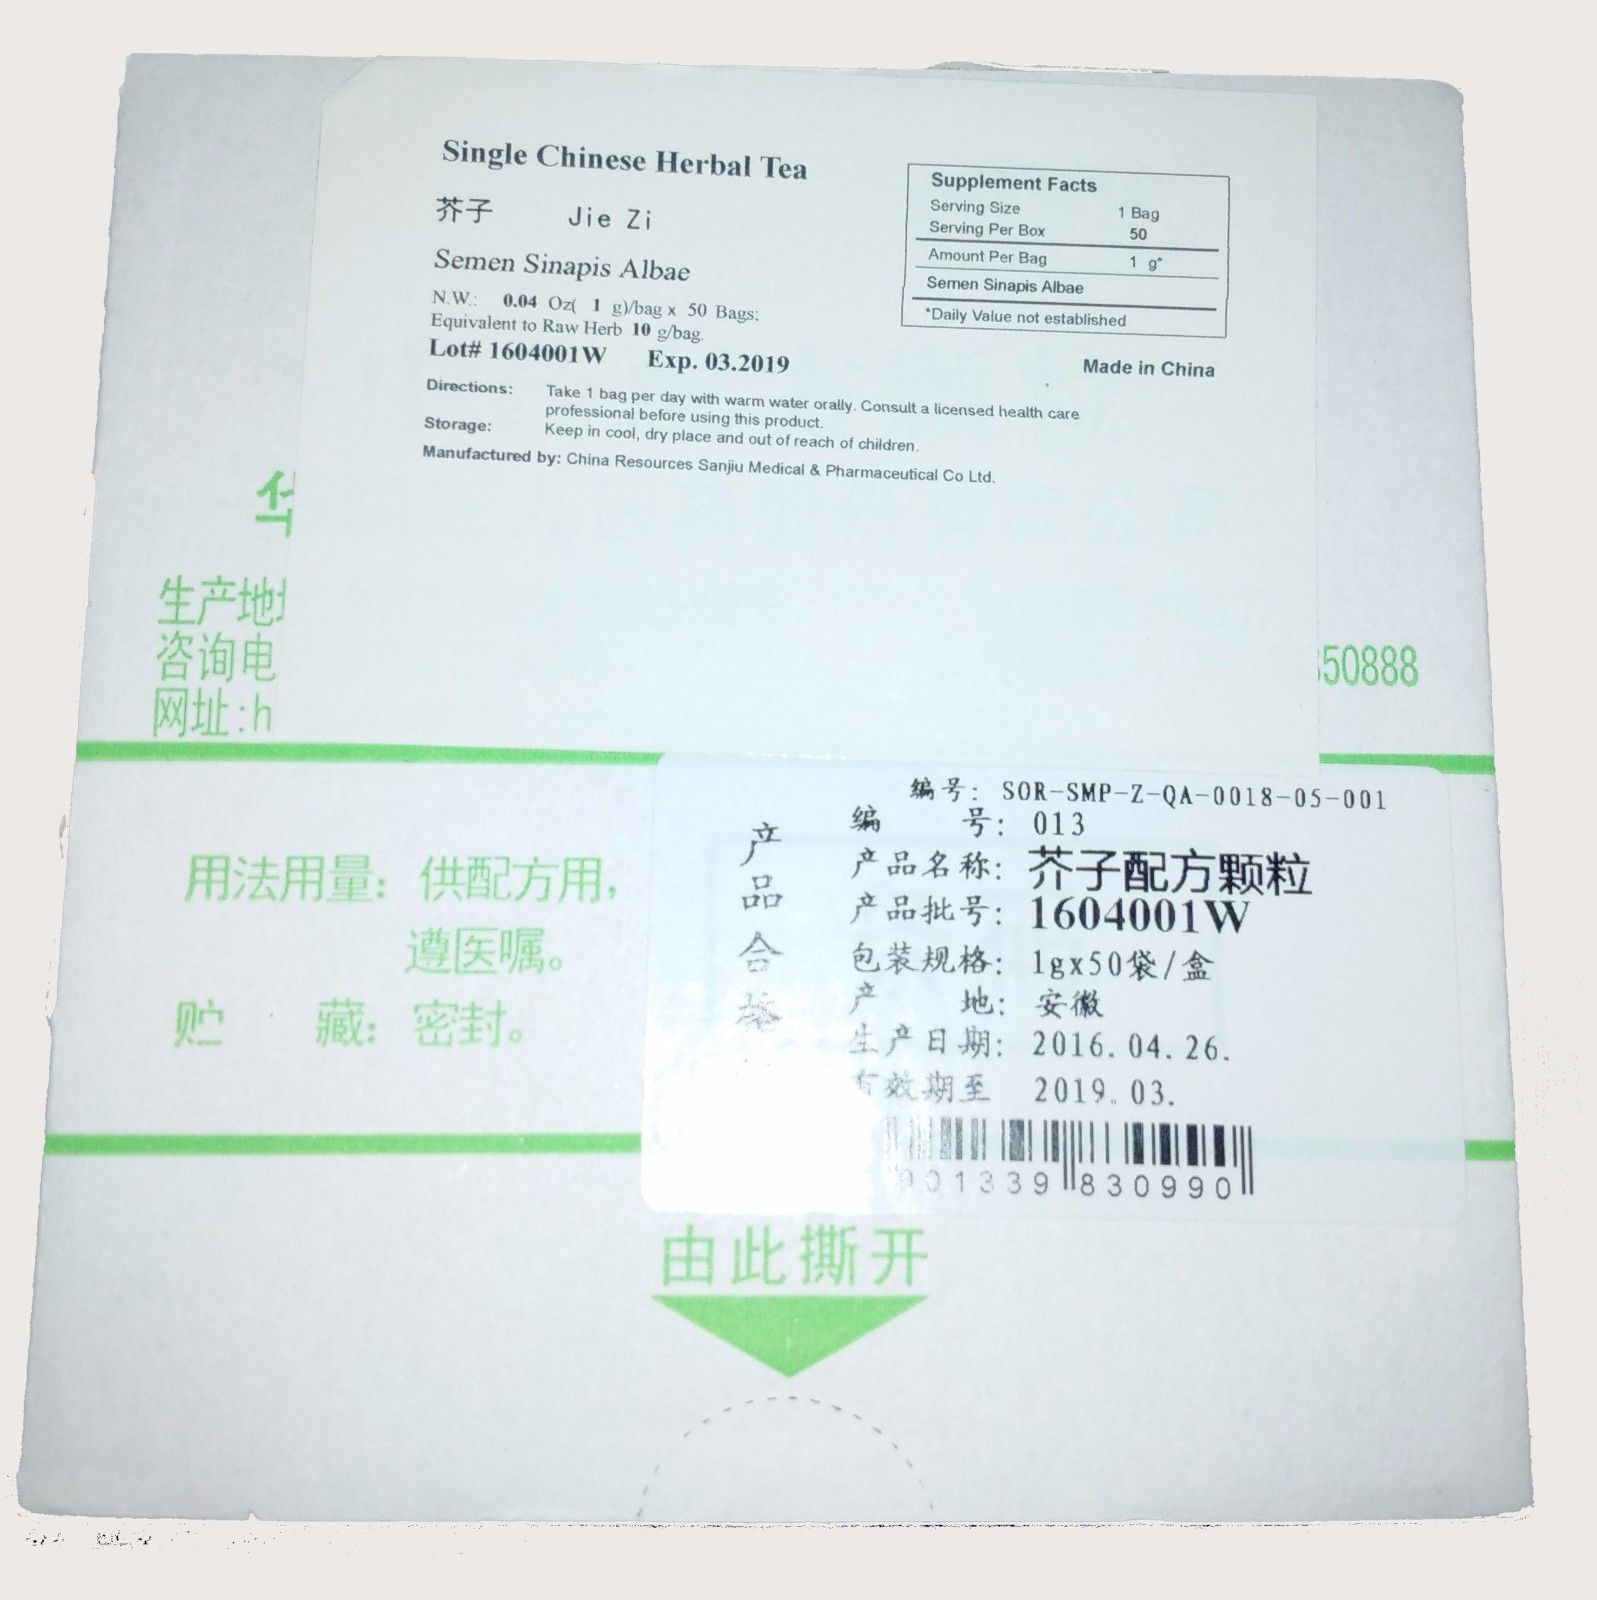 Single Chinese Herbal Tea
芥子 Jie Zi
Semen Sinapis Albae
N.W.: 0.04 Oz( 1 g)/bag x 50 Bags;
Equivalent to Raw Herb 10 g/bag.
Lot# 1604001W Exp. 03.2019
Supplement Facts
Serving Size 1 Bag
Serving Per Box 50
Amount Per Bag 1 g*
Semen Sinapis Albae
*Daily Value not established
Made in China
Directions: Take 1 bag per day with warm water orally. Consult a licensed health care
professional before using this product.
Storage: Keep in cool, dry place and out of reach of children.
Manufactured by: China Resources Sanjiu Medical & Pharmaceutical Co Ltd.
生产地
咨询电
50888
网址:h
用法用量: 供配方用,
遵医嘱。
贮 藏: 密封。
产品合格
编号: SOR-SMP-Z-QA-0018-05-001
编 号: 013
产品名称: 芥子配方颗粒
产品批号: 1604001W
包装规格: 1gx50袋/盒
产 地: 安徽
生产日期: 2016.04.26.
有效期至 2019.03.
901339 830990
由此撕开